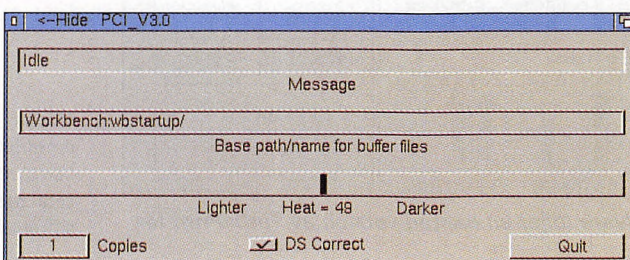 <-Hide PCI_V3.0
Idle
Message
Workbench:wbstartup/
Base path/name for buffer files
Lighter Heat = 49 Darker
1 Copies DS Correct Quit